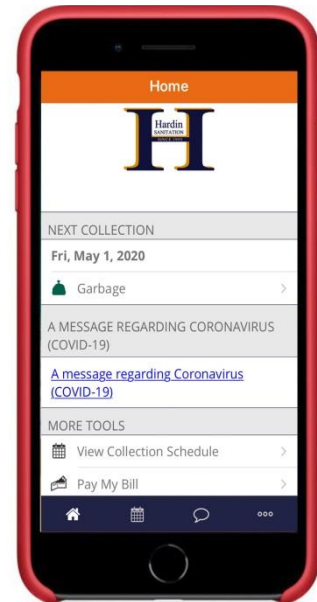 Home
Hardin
SANITATION
NEXT COLLECTION
Fri, May 1, 2020
Garbage
A MESSAGE REGARDING CORONAVIRUS
(COVID-19)
A message regarding Coronavirus
(COVID-19)
MORE TOOLS
View Collection Schedule
Pay My Bill